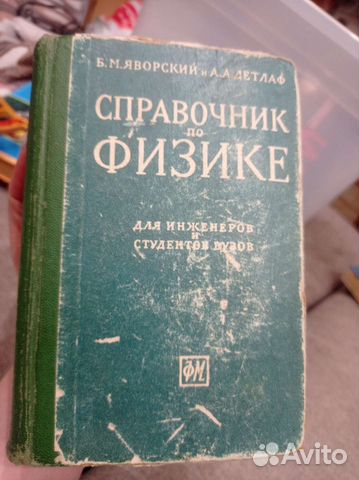 Б. М. ЯВОРСКИЙ и А. А. ДЕТЛАФ
СПРАВОЧНИК
по
ФИЗИКЕ
ДЛЯ ИНЖЕНЕРОВ
И
СТУДЕНТОВ ВУЗОВ
ФМ
Avito